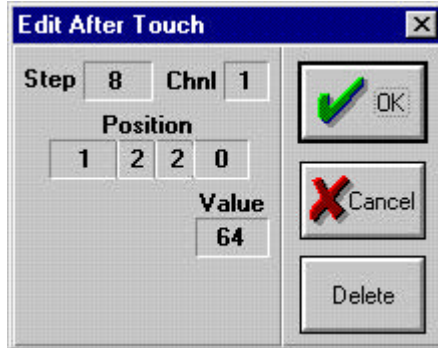 Edit After Touch
Step 8 Chnl 1
Position
1 2 2 0
Value
64
OK
Cancel
Delete